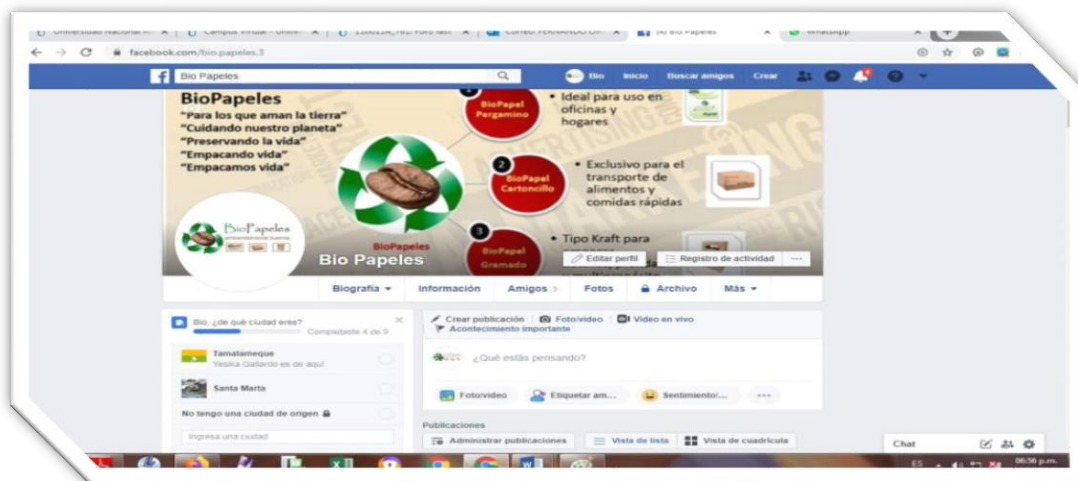 facebook.com/bio.papeles.3
Bio Papeles
Bio
Inicio
Buscar amigos
Crear
BioPapeles
"Para los que aman la tierra"
"Cuidando nuestro planeta"
"Preservando la vida"
"Empacando vida"
"Empacamos vida"
BioPapel
Pergamino
• Ideal para uso en
oficinas y
hogares
2
BioPapel
Cartoncillo
• Exclusivo para el
transporte de
alimentos y
comidas rápidas
3
BioPapel
Gramado
• Tipo Kraft para
BioPapeles
BioPapeles
Bio Papeles
Editar perfil
Registro de actividad
Biografía
Información
Amigos 3
Fotos
Archivo
Más
Bio, ¿de qué ciudad eres?
Completaste 4 de 9
Tamalameque
Yesika Gallardo es de aquí
Santa Marta
No tengo una ciudad de origen
Ingresa una ciudad
Crear publicación
Foto/video
Video en vivo
Acontecimiento importante
¿Qué estás pensando?
Foto/video
Etiquetar am...
Sentimiento/...
Publicaciones
Administrar publicaciones
Vista de lista
Vista de cuadrícula
Chat
ES
06:56 p.m.